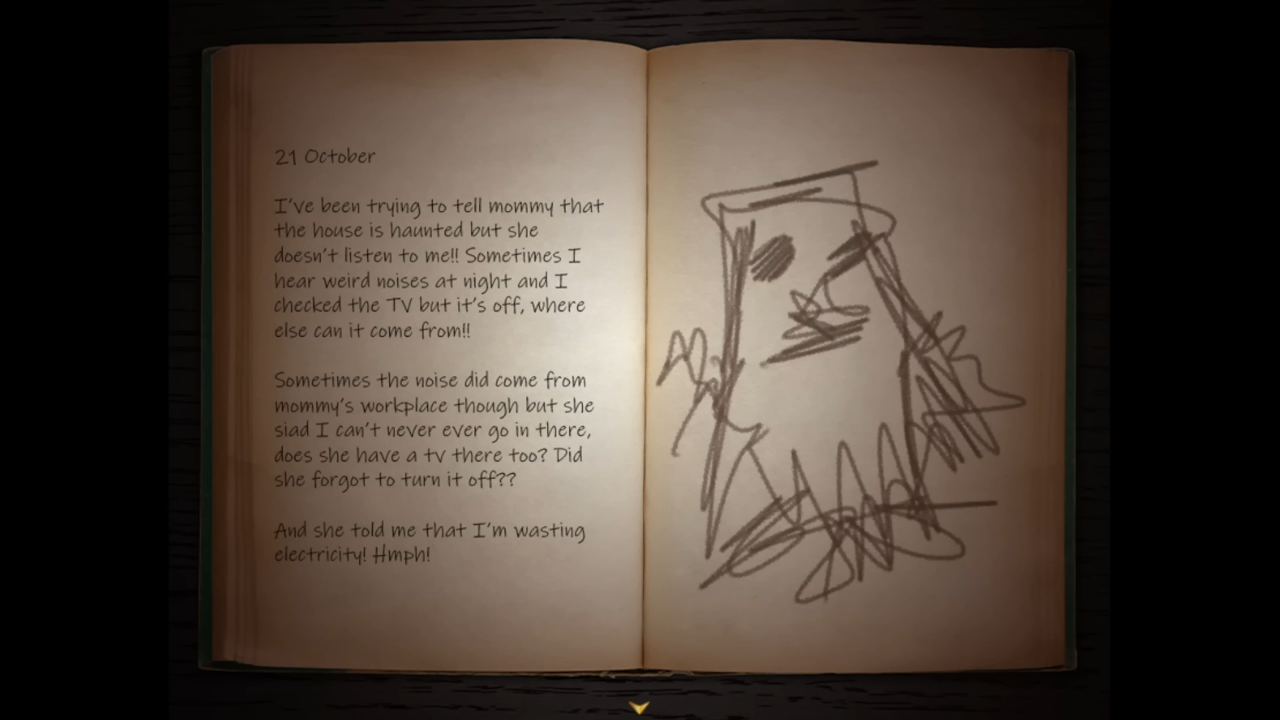 21 October
I've been trying to tell mommy that
the house is haunted but she
doesn't listen to me!! Sometimes I
hear weird noises at night and I
checked the TV but it's off, where
else can it come from!!
Sometimes the noise did come from
mommy's workplace though but she
siad I can't never ever go in there,
does she have a tv there too? Did
she forgot to turn it off??
And she told me that I'm wasting
electricity! Hmph!